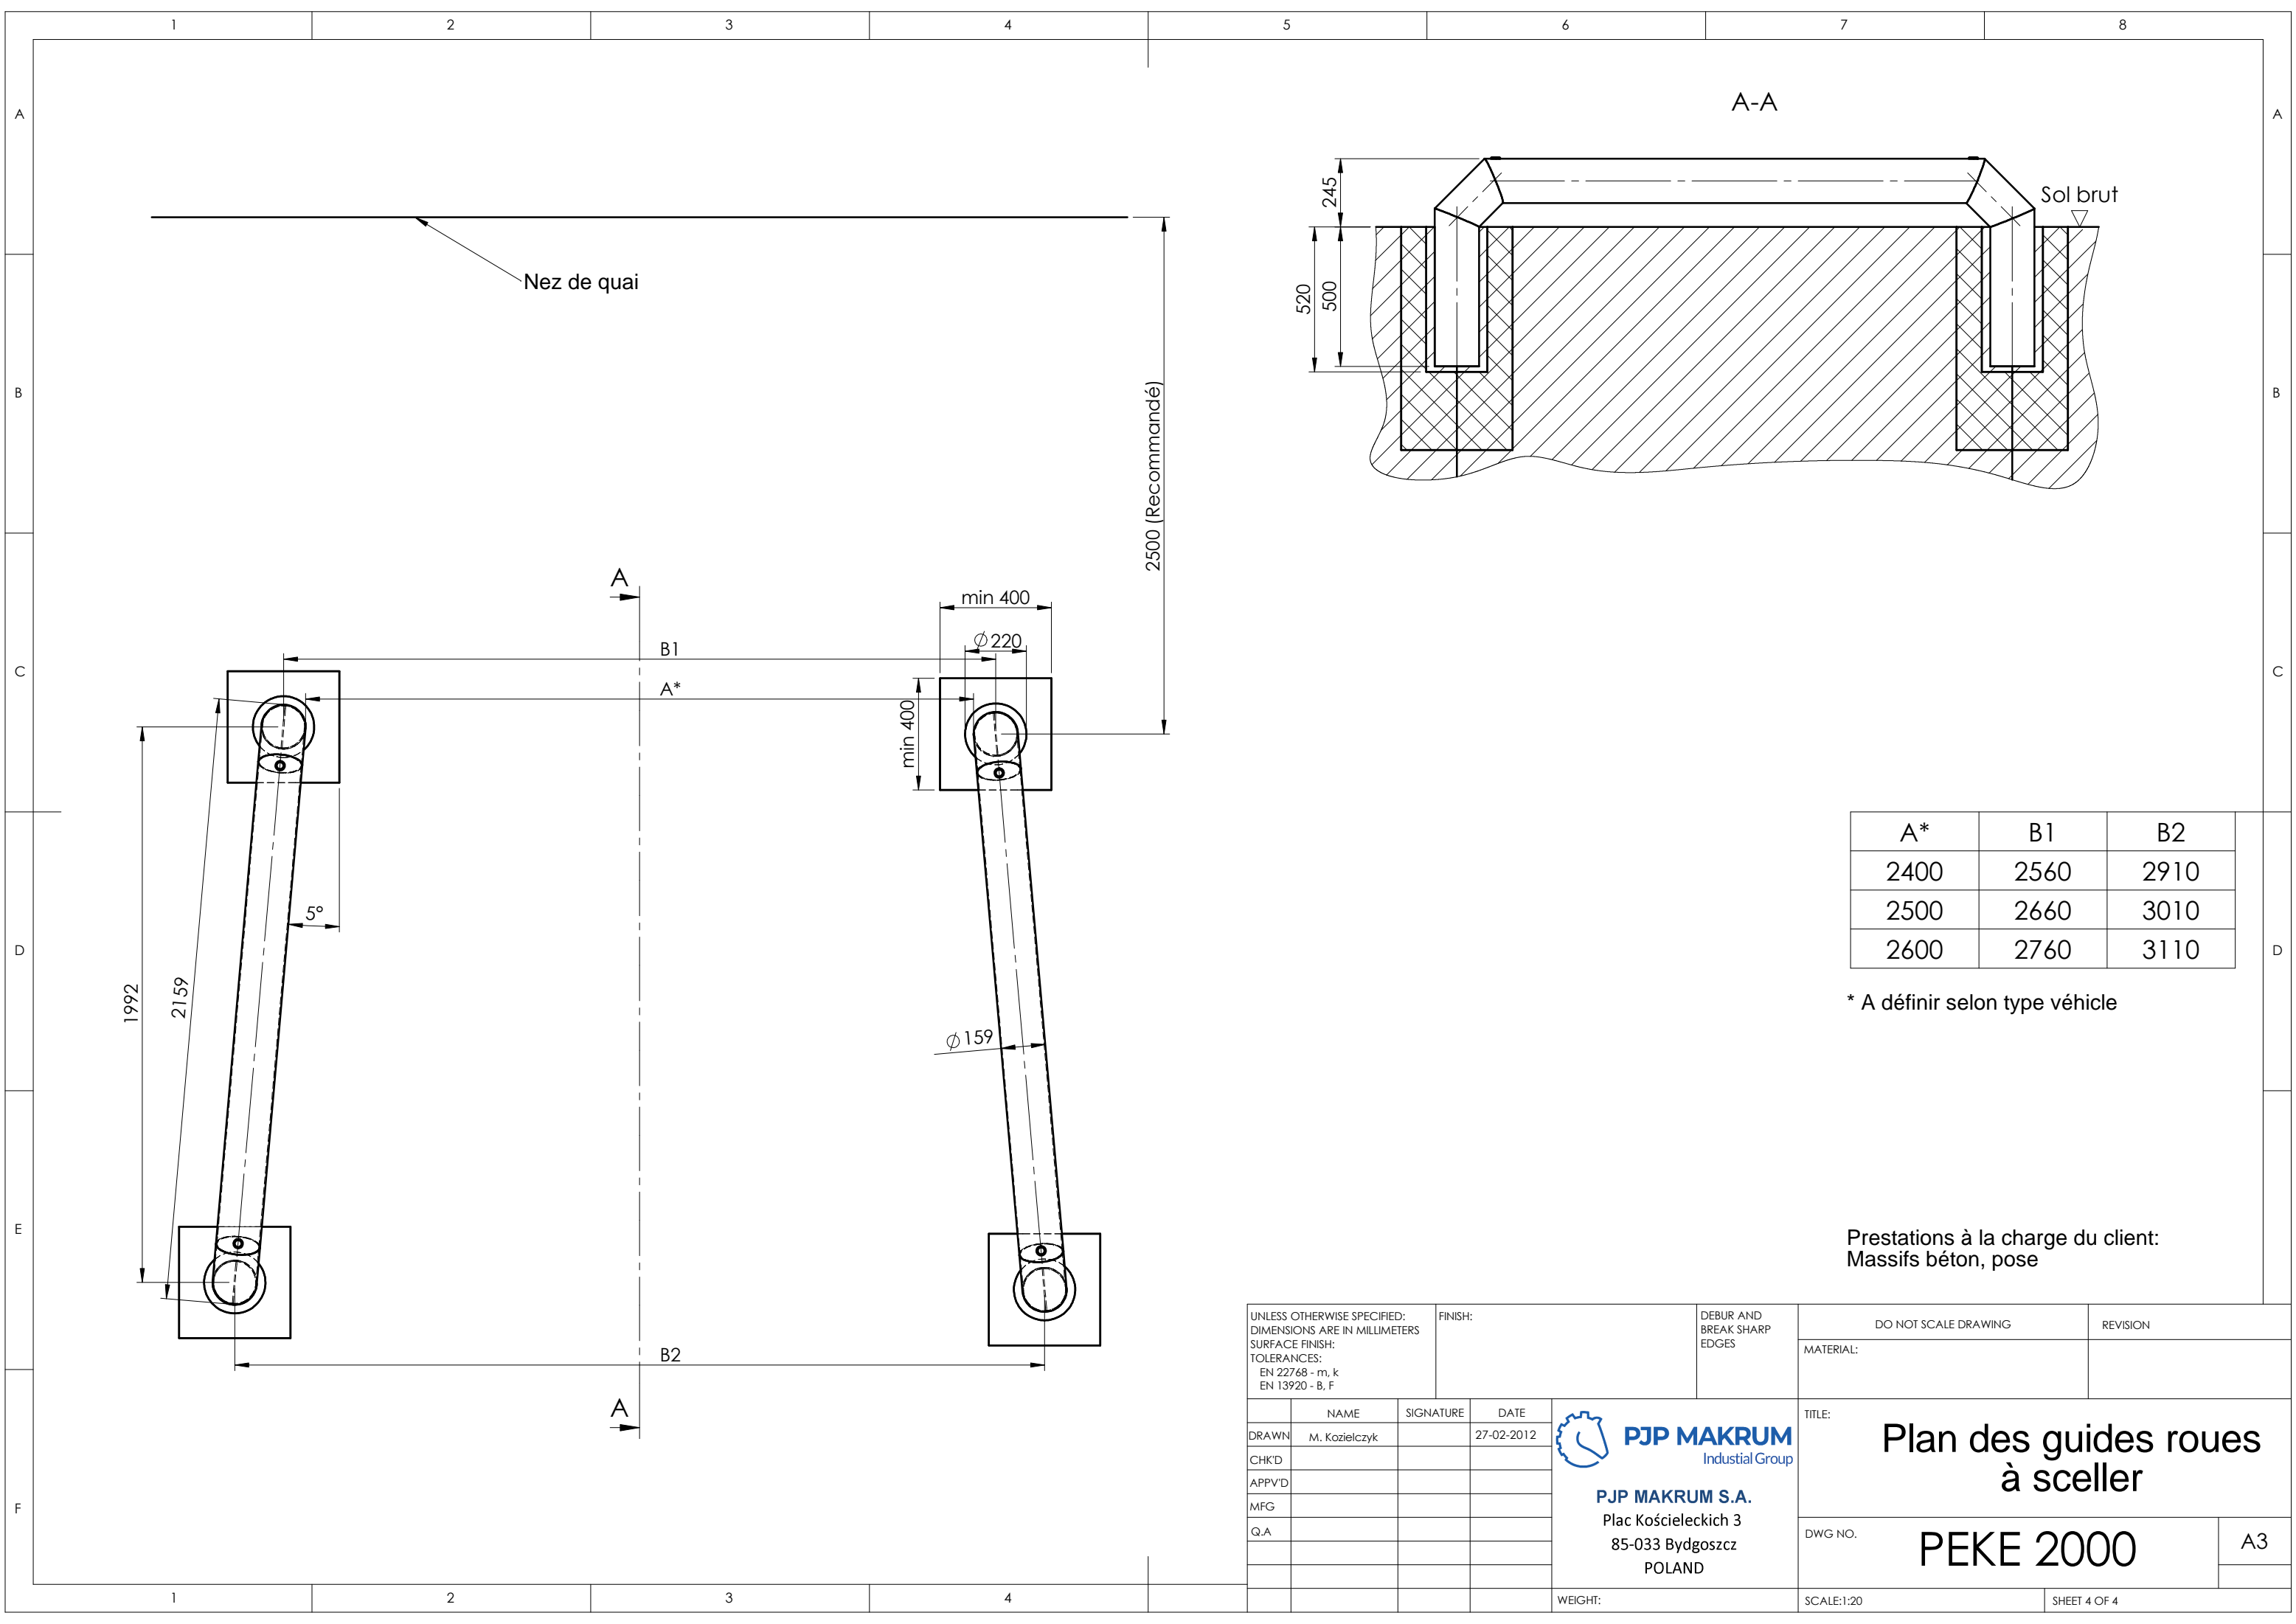 1 2 3 4 5 6 7 8
A
B
C
D
E
F
A
B
C
D
A-A
245
520
500
Sol brut
Nez de quai
2500 (Recommandé)
A
B1
A*
min 400
∅220
min 400
5°
1992
2159
∅159
B2
A
A* B1 B2
2400 2560 2910
2500 2660 3010
2600 2760 3110
* A définir selon type véhicle
Prestations à la charge du client:
Massifs béton, pose
UNLESS OTHERWISE SPECIFIED:
DIMENSIONS ARE IN MILLIMETERS
SURFACE FINISH:
TOLERANCES:
EN 22768 - m, k
EN 13920 - B, F
FINISH:
DEBUR AND
BREAK SHARP
EDGES
DO NOT SCALE DRAWING
REVISION
MATERIAL:
NAME SIGNATURE DATE
DRAWN M. Kozielczyk 27-02-2012
CHK'D
APPV'D
MFG
Q.A
PJP MAKRUM
Industial Group
PJP MAKRUM S.A.
Plac Kościeleckich 3
85-033 Bydgoszcz
POLAND
WEIGHT:
TITLE:
Plan des guides roues
à sceller
DWG NO.
PEKE 2000
A3
SCALE:1:20
SHEET 4 OF 4
1 2 3 4